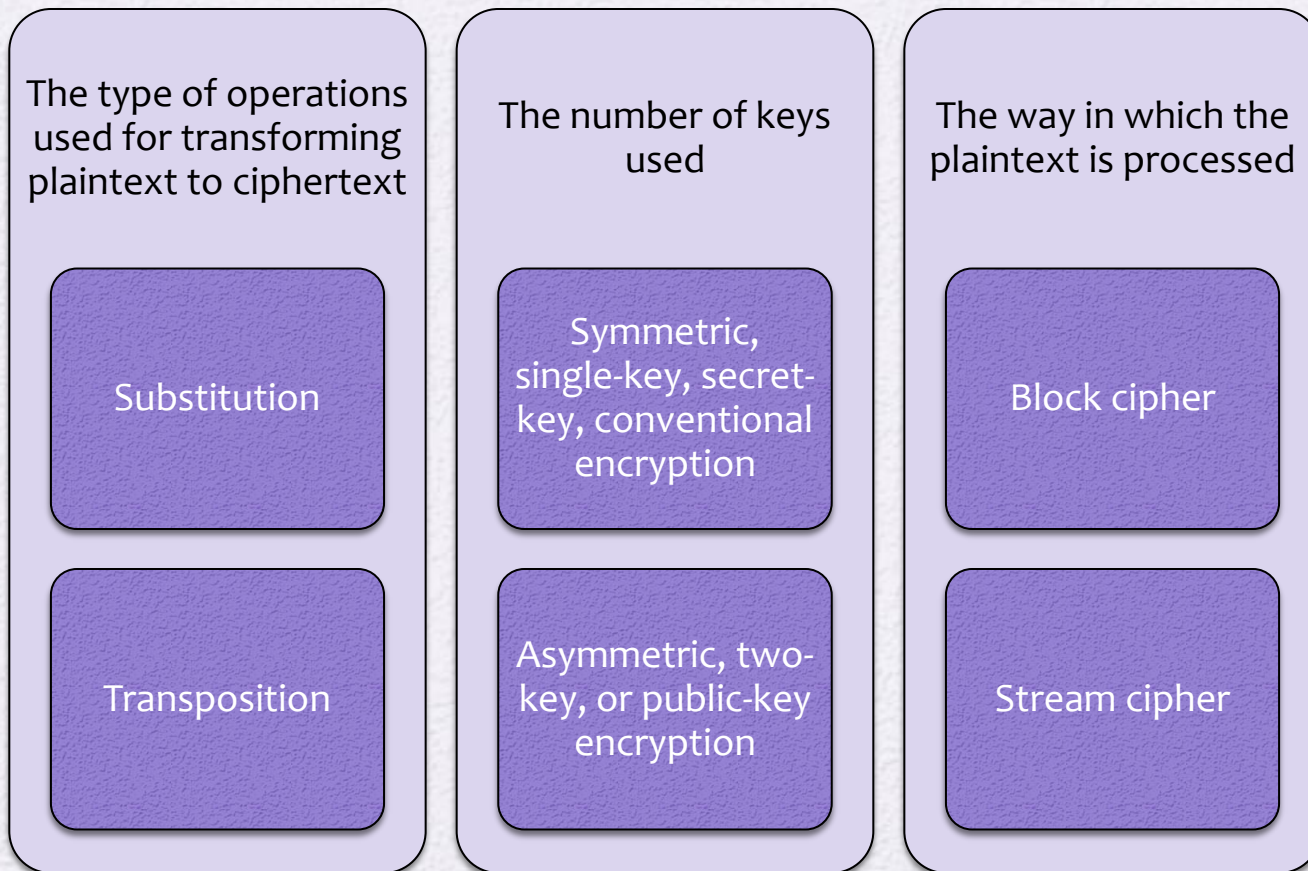 The type of operations
used for transforming
plaintext to ciphertext
Substitution
Transposition
The number of keys
used
Symmetric,
single-key, secret-
key, conventional
encryption
Asymmetric, two-
key, or public-key
encryption
The way in which the
plaintext is processed
Block cipher
Stream cipher